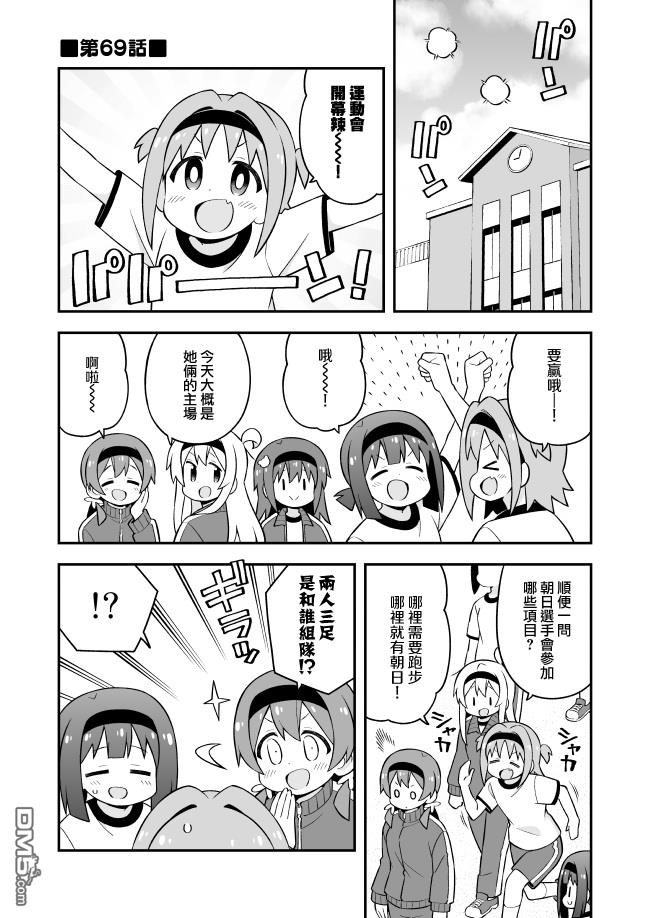 ■第69話■
パン！
パン！
運動會
開幕辣～～！
パパーン！
要贏哦─！
哦～～！
今天大概是
她倆的主場
啊啦～～
順便一問
朝日選手會參加
哪些項目？
哪裡需要跑步
哪裡就有朝日！
シャカ
シャカ
兩人三足
是和誰組隊！？
ギラッ
！？
DM5.com